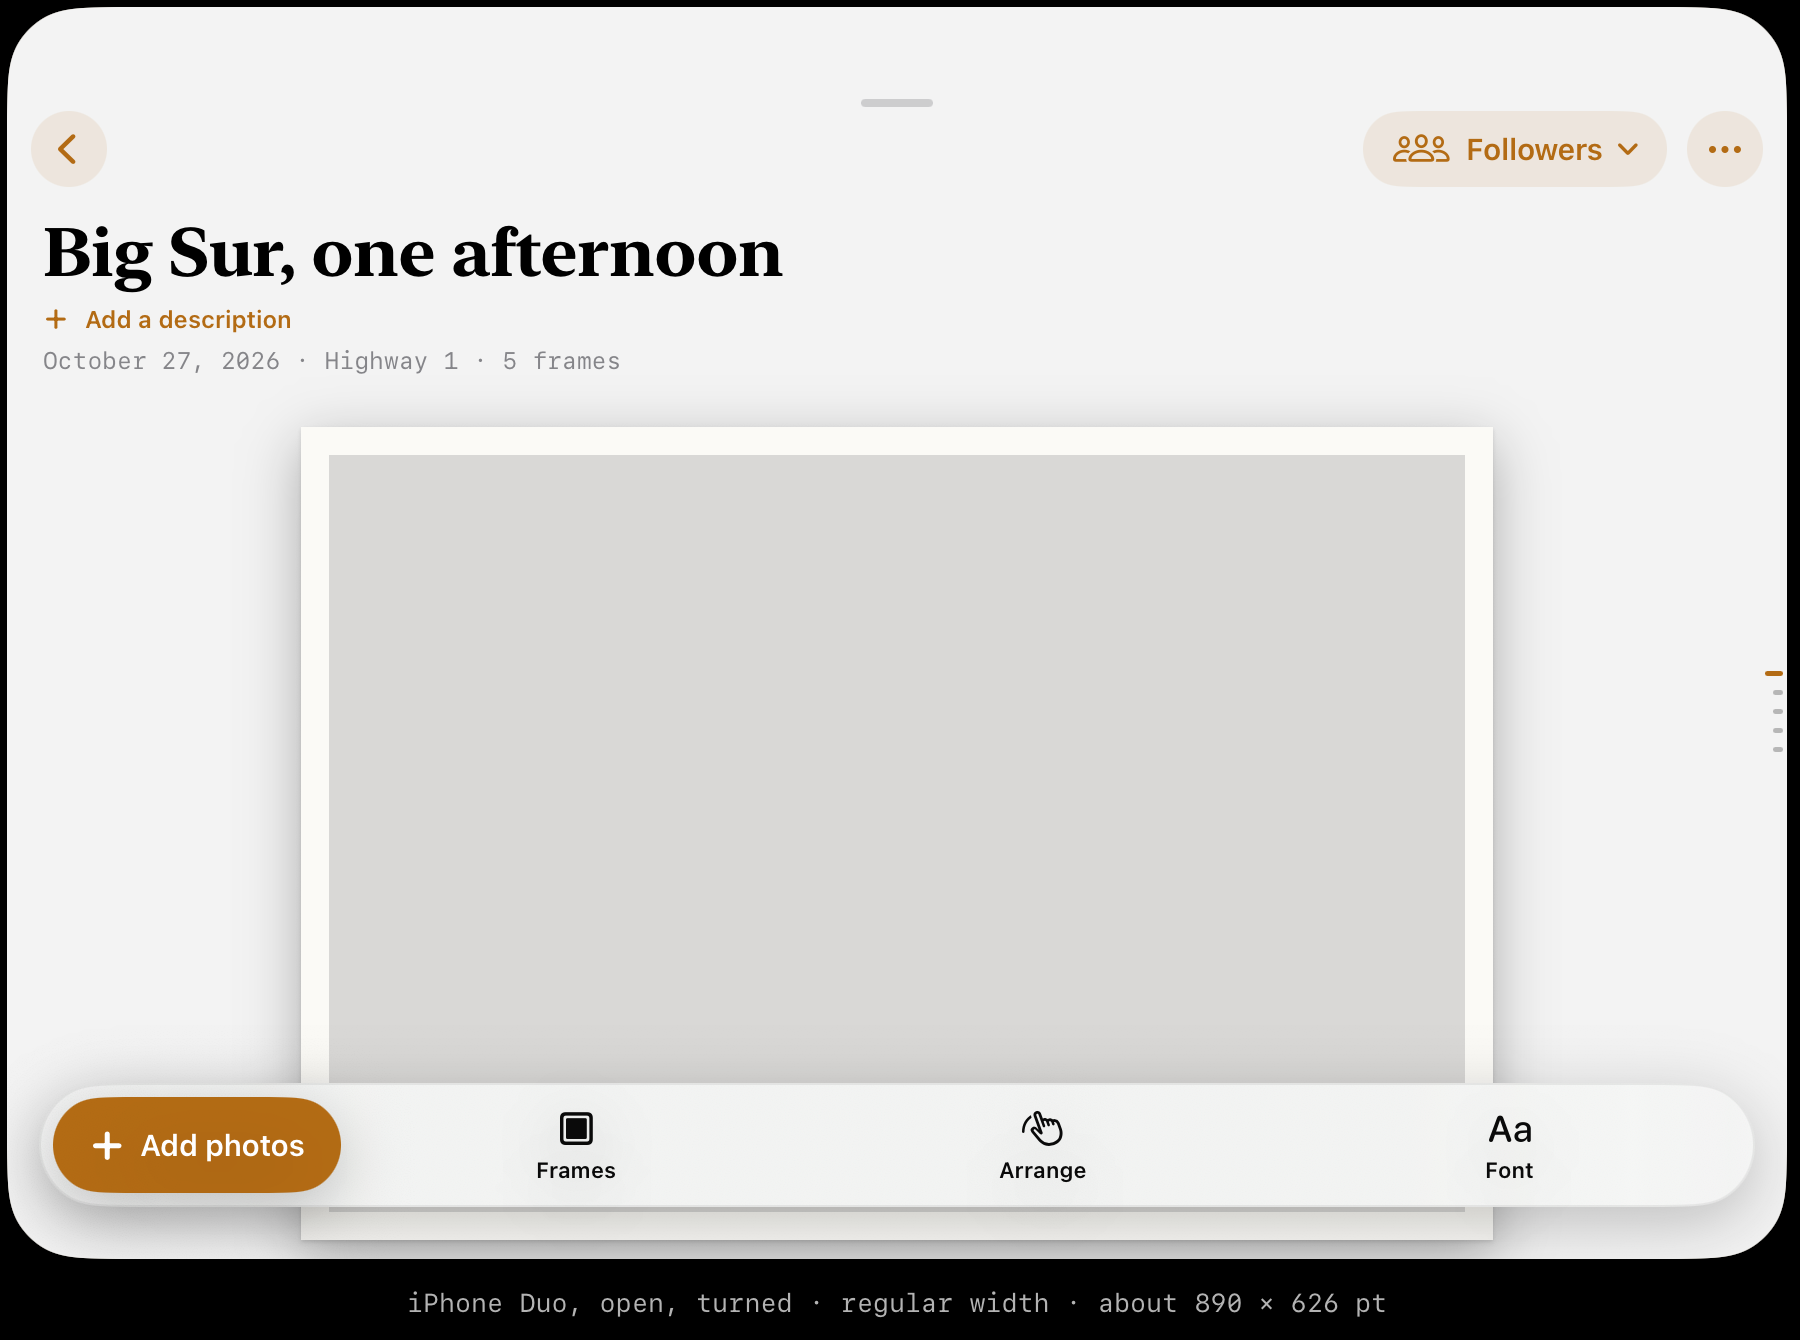 Followers
Big Sur, one afternoon
Add a description
October 27, 2026 · Highway 1 · 5 frames
Add photos
Frames
Arrange
Aa
Font
iPhone Duo, open, turned · regular width · about 890 × 626 pt